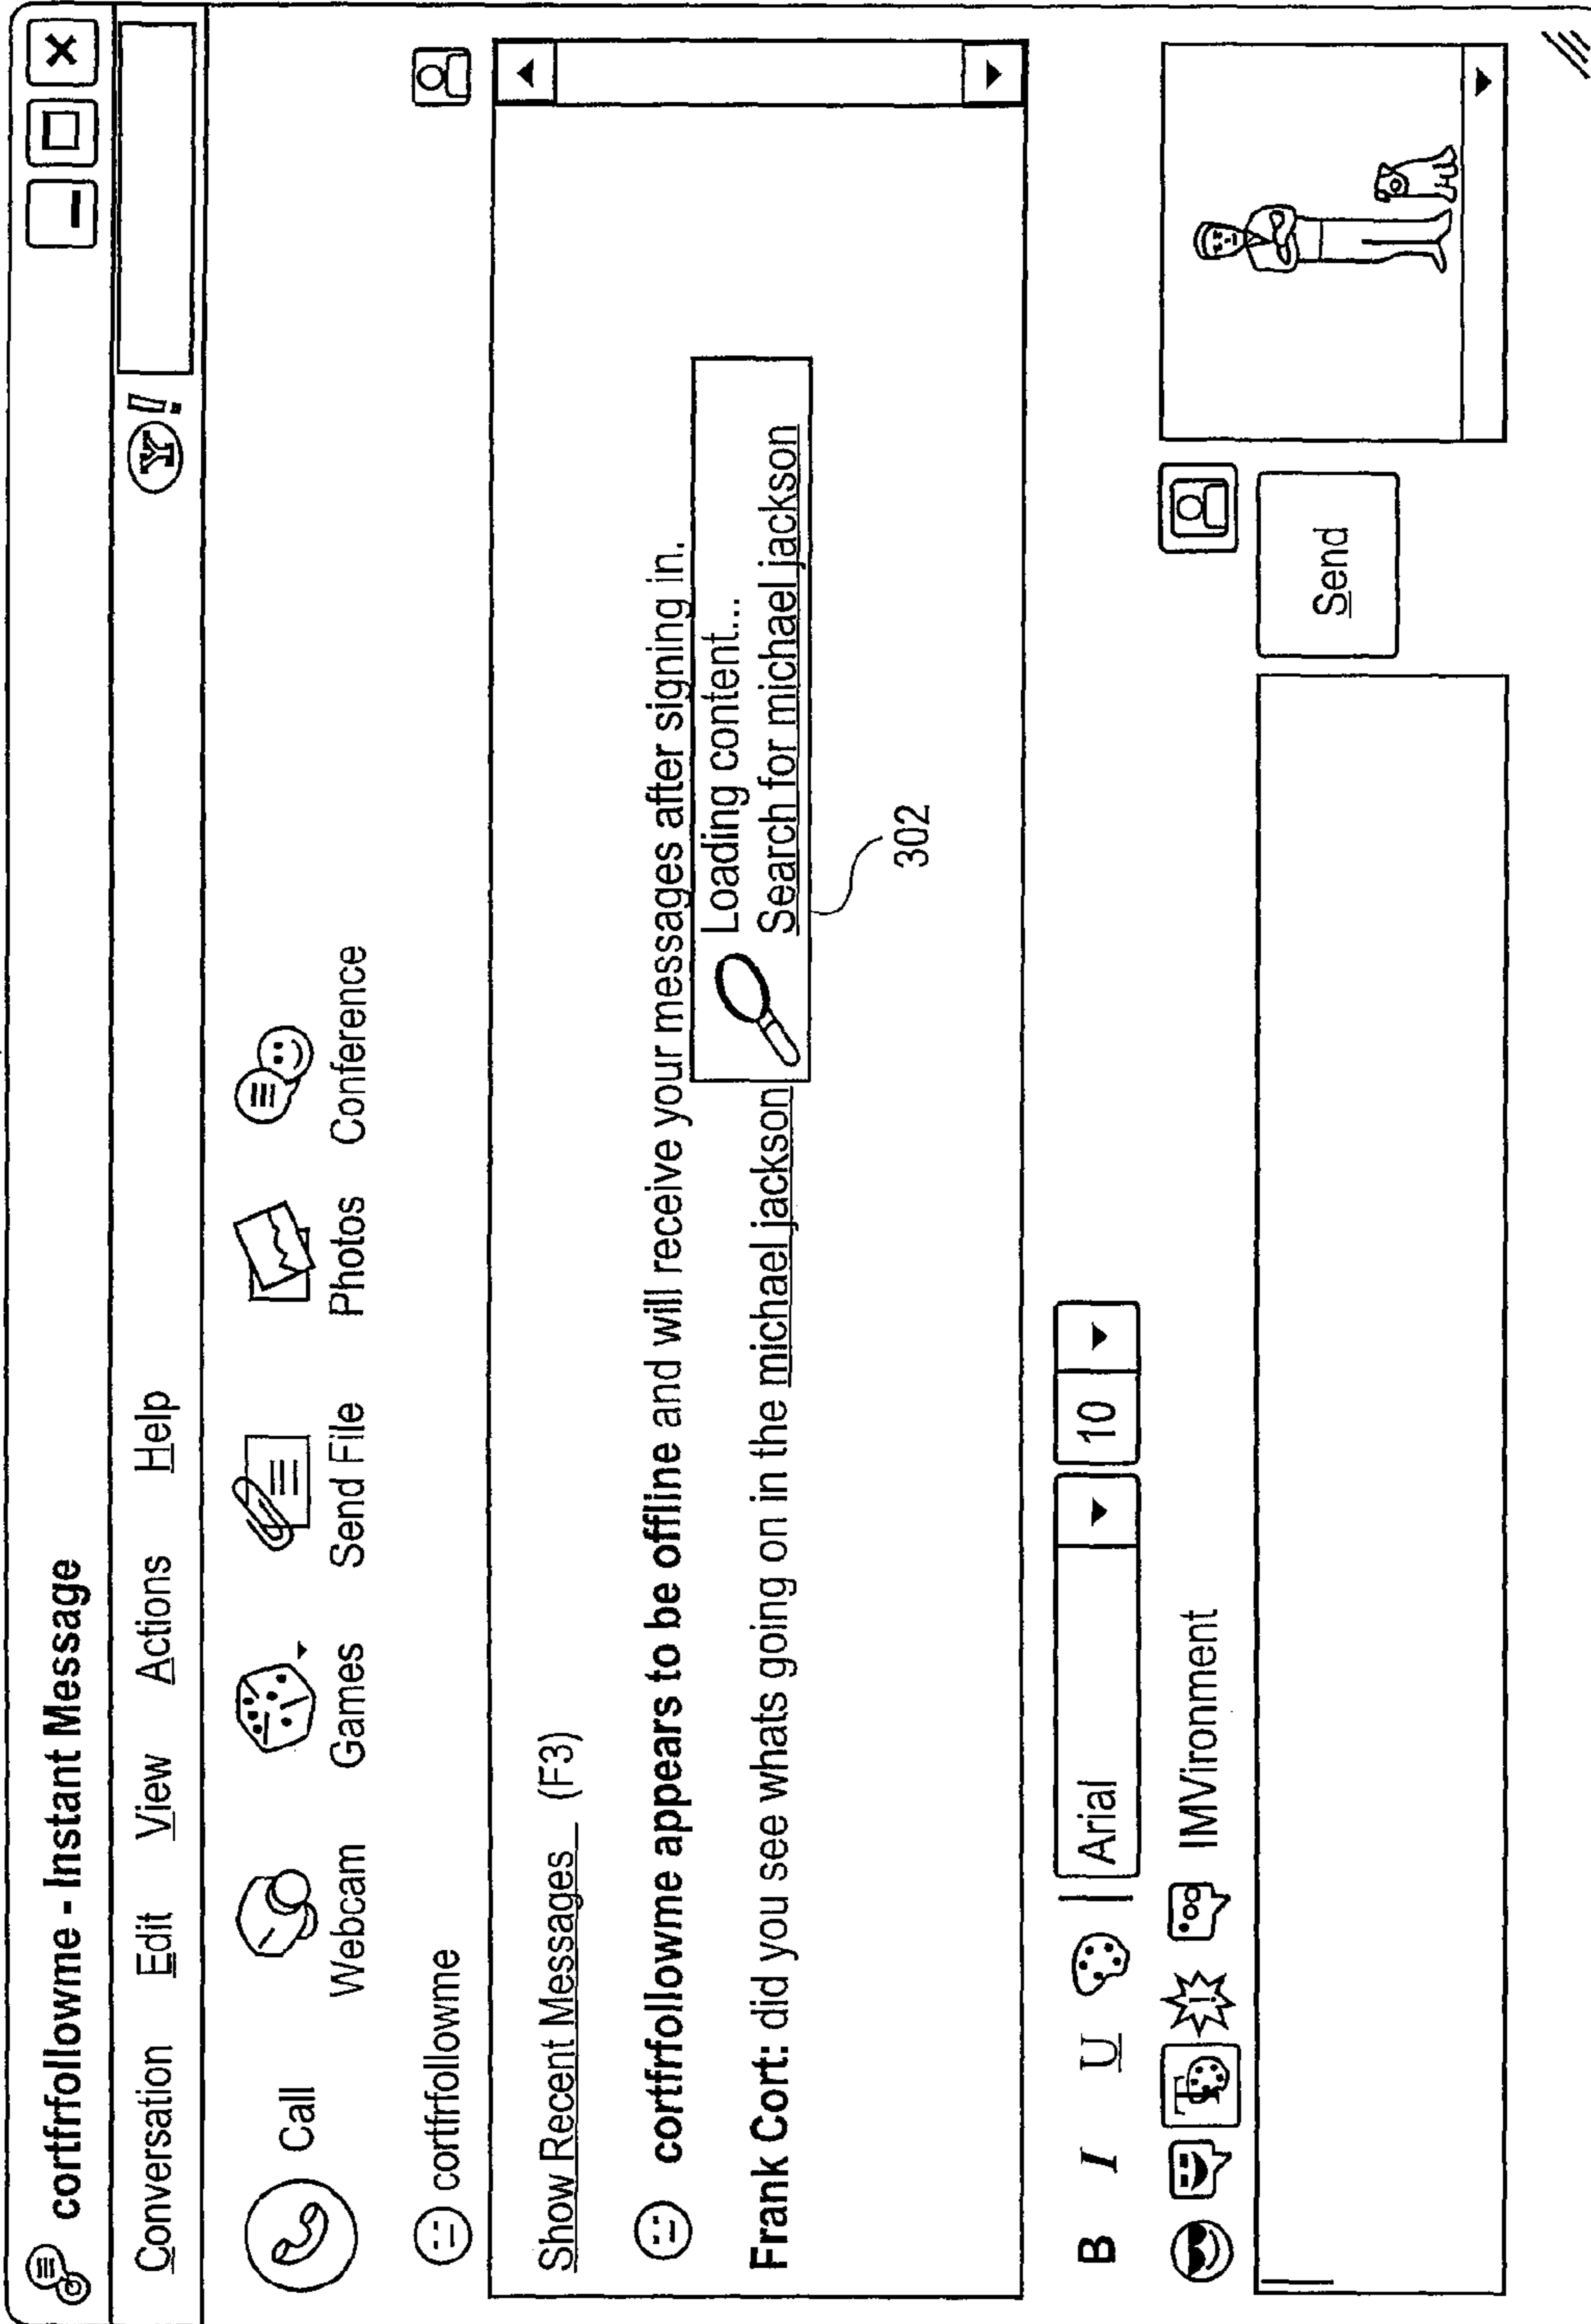 cortfrfollowme - Instant Message
Conversation Edit View Actions Help Y!
Call Webcam Games Send File Photos Conference
cortfrfollowme
Show Recent Messages (F3)
cortfrfollowme appears to be offline and will receive your messages after signing in.
Loading content...
Frank Cort: did you see whats going on in the michael jackson
Search for michael jackson
302
B I U Arial 10
T IMVironment
Send